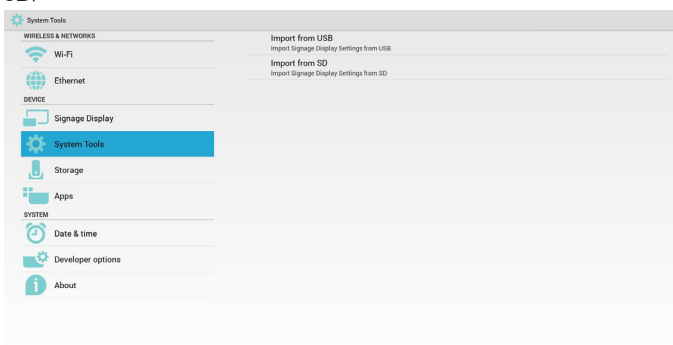 System Tools
WIRELESS & NETWORKS
Wi-Fi
Ethernet
DEVICE
Signage Display
System Tools
Storage
Apps
SYSTEM
Date & time
Developer options
About
Import from USB
Import Signage Display Settings from USB
Import from SD
Import Signage Display Settings from SD